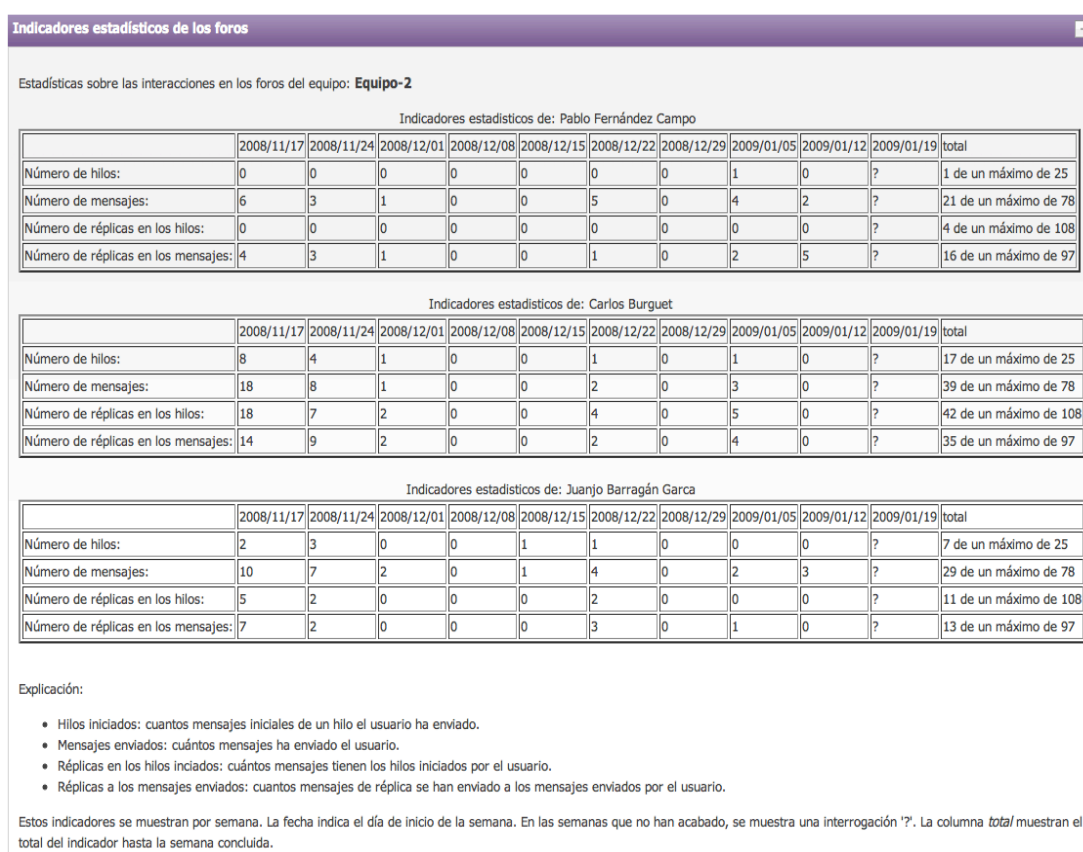 Indicadores estadísticos de los foros
Estadísticas sobre las interacciones en los foros del equipo: Equipo-2
Indicadores estadisticos de: Pablo Fernández Campo
2008/11/17 2008/11/24 2008/12/01 2008/12/08 2008/12/15 2008/12/22 2008/12/29 2009/01/05 2009/01/12 2009/01/19 total
Número de hilos: 0 0 0 0 0 0 0 1 0 ? 1 de un máximo de 25
Número de mensajes: 6 3 1 0 0 5 0 4 2 ? 21 de un máximo de 78
Número de réplicas en los hilos: 0 0 0 0 0 0 0 0 0 ? 4 de un máximo de 108
Número de réplicas en los mensajes: 4 3 1 0 0 1 0 2 5 ? 16 de un máximo de 97
Indicadores estadisticos de: Carlos Burguet
2008/11/17 2008/11/24 2008/12/01 2008/12/08 2008/12/15 2008/12/22 2008/12/29 2009/01/05 2009/01/12 2009/01/19 total
Número de hilos: 8 4 1 0 0 1 0 1 0 ? 17 de un máximo de 25
Número de mensajes: 18 8 1 0 0 2 0 3 0 ? 39 de un máximo de 78
Número de réplicas en los hilos: 18 7 2 0 0 4 0 5 0 ? 42 de un máximo de 108
Número de réplicas en los mensajes: 14 9 2 0 0 2 0 4 0 ? 35 de un máximo de 97
Indicadores estadisticos de: Juanjo Barragán Garca
2008/11/17 2008/11/24 2008/12/01 2008/12/08 2008/12/15 2008/12/22 2008/12/29 2009/01/05 2009/01/12 2009/01/19 total
Número de hilos: 2 3 0 0 1 1 0 0 0 ? 7 de un máximo de 25
Número de mensajes: 10 7 2 0 1 4 0 2 3 ? 29 de un máximo de 78
Número de réplicas en los hilos: 5 2 0 0 0 2 0 0 0 ? 11 de un máximo de 108
Número de réplicas en los mensajes: 7 2 0 0 0 3 0 1 0 ? 13 de un máximo de 97
Explicación:
• Hilos iniciados: cuantos mensajes iniciales de un hilo el usuario ha enviado.
• Mensajes enviados: cuántos mensajes ha enviado el usuario.
• Réplicas en los hilos inciados: cuántos mensajes tienen los hilos iniciados por el usuario.
• Réplicas a los mensajes enviados: cuantos mensajes de réplica se han enviado a los mensajes enviados por el usuario.
Estos indicadores se muestran por semana. La fecha indica el día de inicio de la semana. En las semanas que no han acabado, se muestra una interrogación '?'. La columna total muestran el
total del indicador hasta la semana concluida.